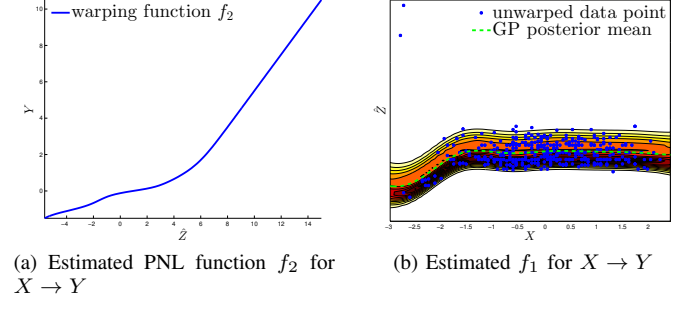 warping function f₂
10
8
6
4
2
0
Y
−4 −2 0 2 4 6 8 10 12 14
Ẑ
(a) Estimated PNL function f₂ for
X → Y
unwarped data point
GP posterior mean
Ẑ
−3 −2.5 −2 −1.5 −1 −0.5 0 0.5 1 1.5 2
X
(b) Estimated f₁ for X → Y